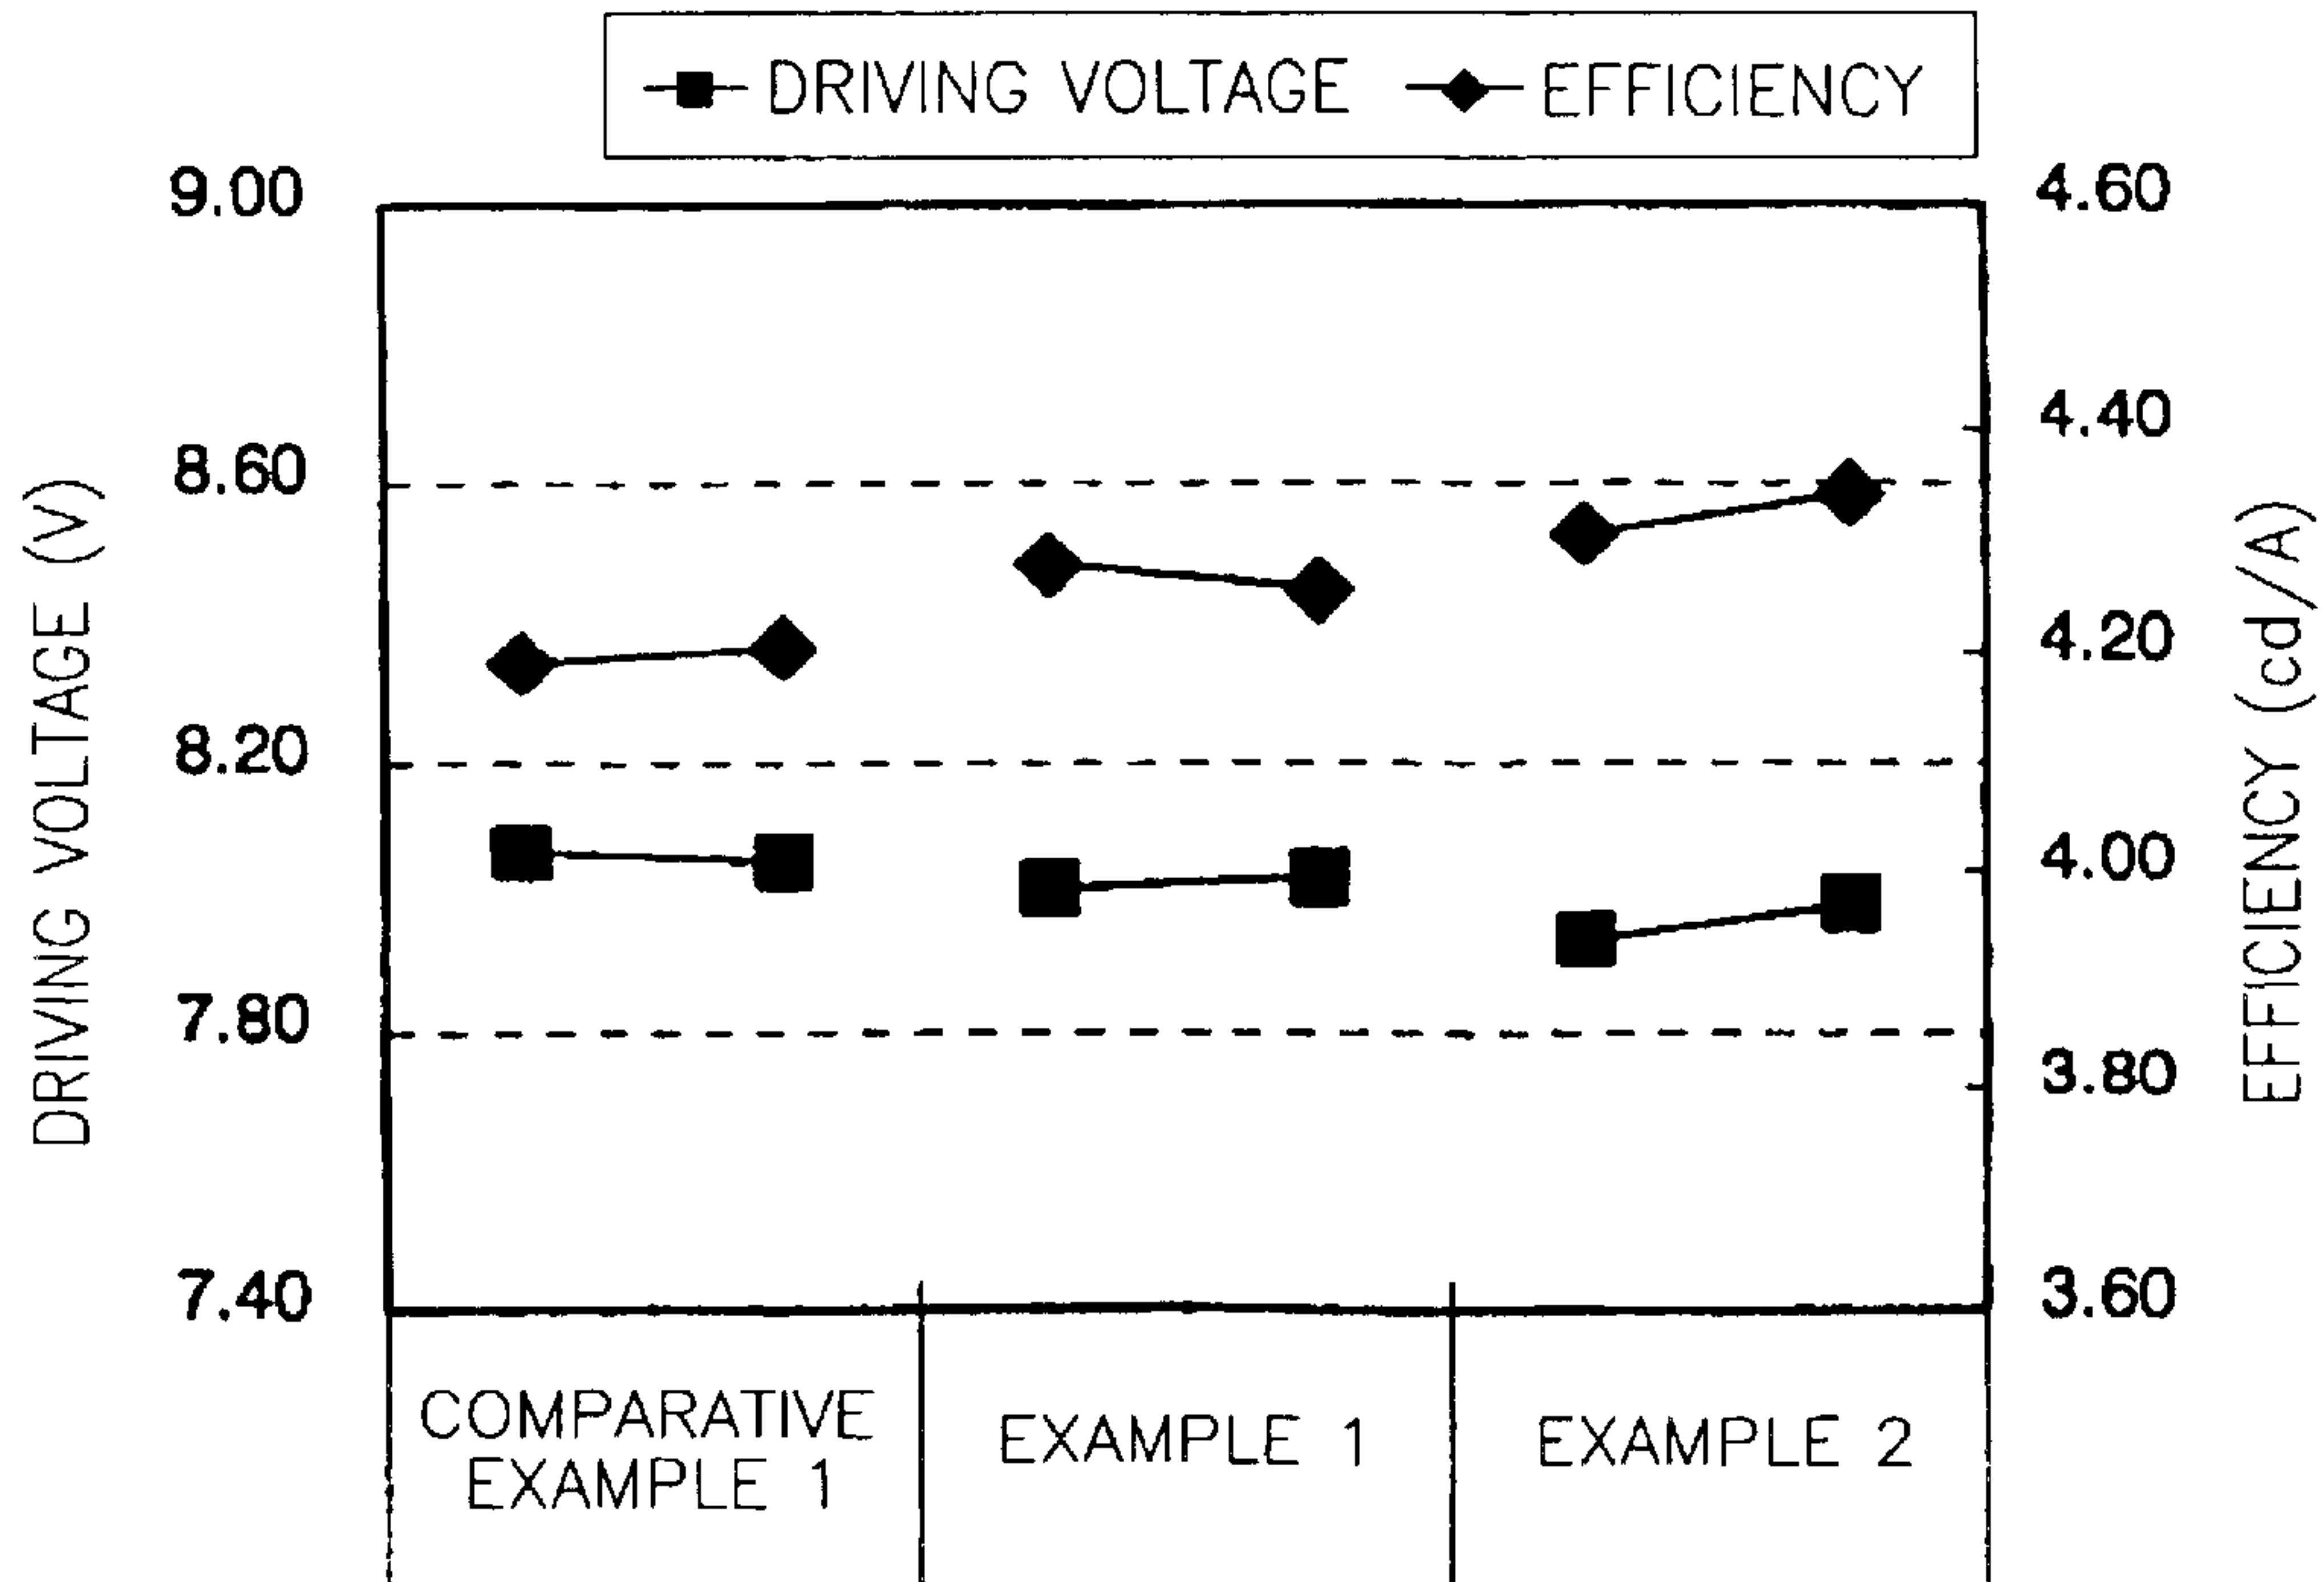 DRIVING VOLTAGE EFFICIENCY
9.00
8.60
8.20
7.80
7.40
DRIVING VOLTAGE (V)
4.60
4.40
4.20
4.00
3.80
3.60
EFFICIENCY (cd/A)
COMPARATIVE
EXAMPLE 1
EXAMPLE 1
EXAMPLE 2